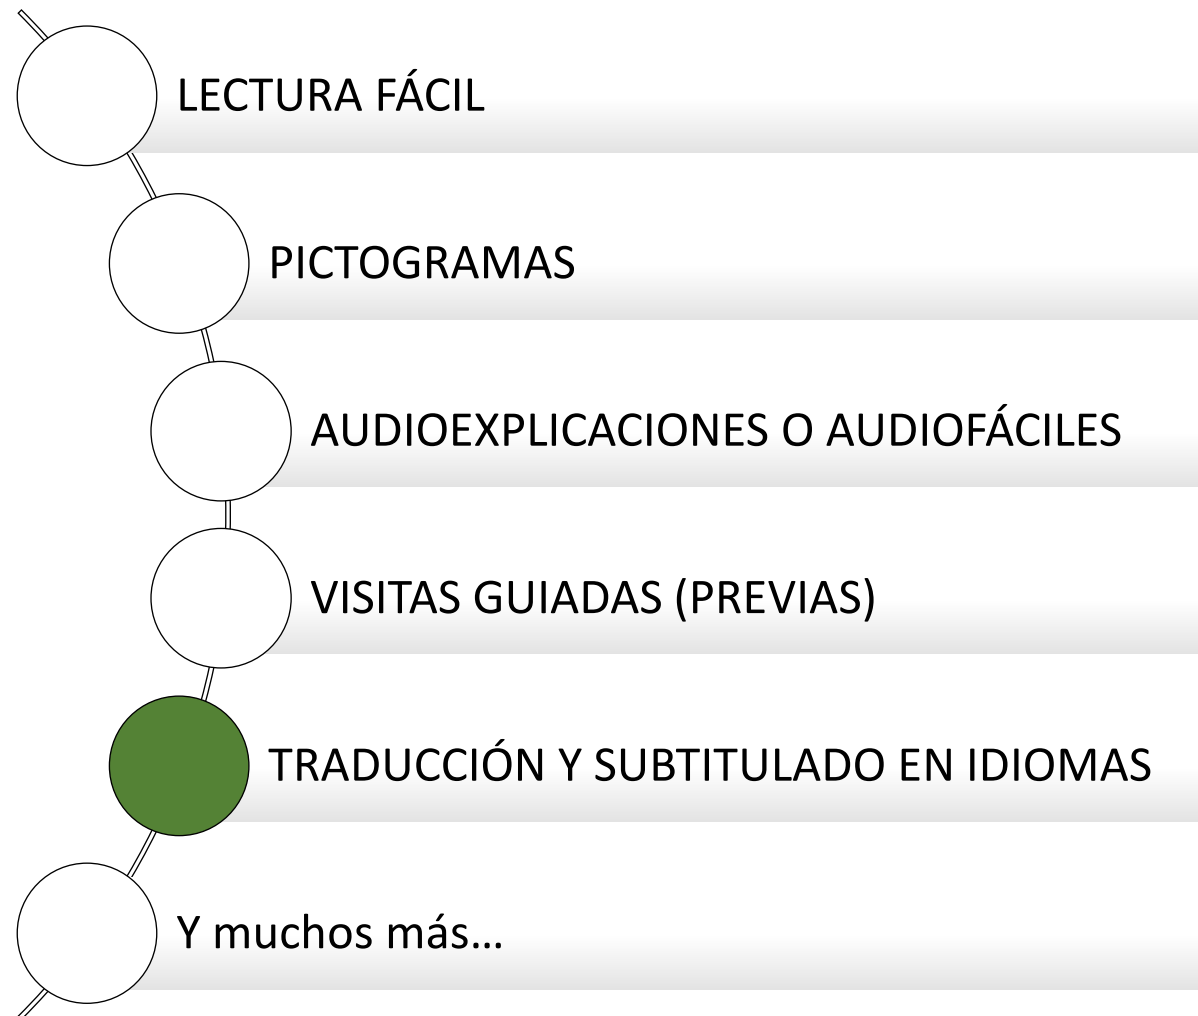 LECTURA FÁCIL
PICTOGRAMAS
AUDIOEXPLICACIONES O AUDIOFÁCILES
VISITAS GUIADAS (PREVIAS)
TRADUCCIÓN Y SUBTITULADO EN IDIOMAS
Y muchos más…